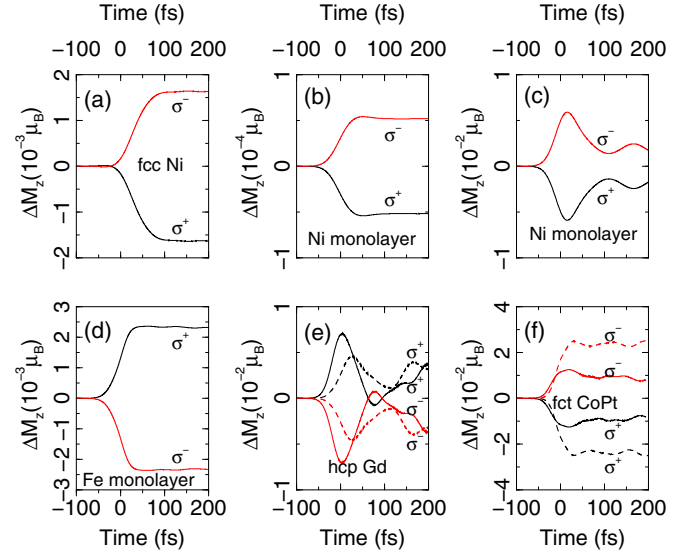 Time (fs) Time (fs) Time (fs)
−100 0 100 200 −100 0 100 200 −100 0 100 200
ΔM_z(10⁻³μ_B) 2 1 0 −1 −2 (a) σ⁻ fcc Ni σ⁺
ΔM_z(10⁻⁴μ_B) 1 0 −1 (b) σ⁻ σ⁺ Ni monolayer
ΔM_z(10⁻²μ_B) 1 0 −1 (c) σ⁻ σ⁺ Ni monolayer
ΔM_z(10⁻³μ_B) 3 2 1 0 −1 −2 −3 (d) σ⁺ σ⁻ Fe monolayer
ΔM_z(10⁻²μ_B) 1 0 −1 (e) σ⁺ σ⁺ σ⁻ σ⁻ hcp Gd
ΔM_z(10⁻²μ_B) 4 2 0 −2 −4 (f) σ⁻ σ⁻ fct CoPt σ⁺ σ⁺
−100 0 100 200 −100 0 100 200 −100 0 100 200
Time (fs) Time (fs) Time (fs)